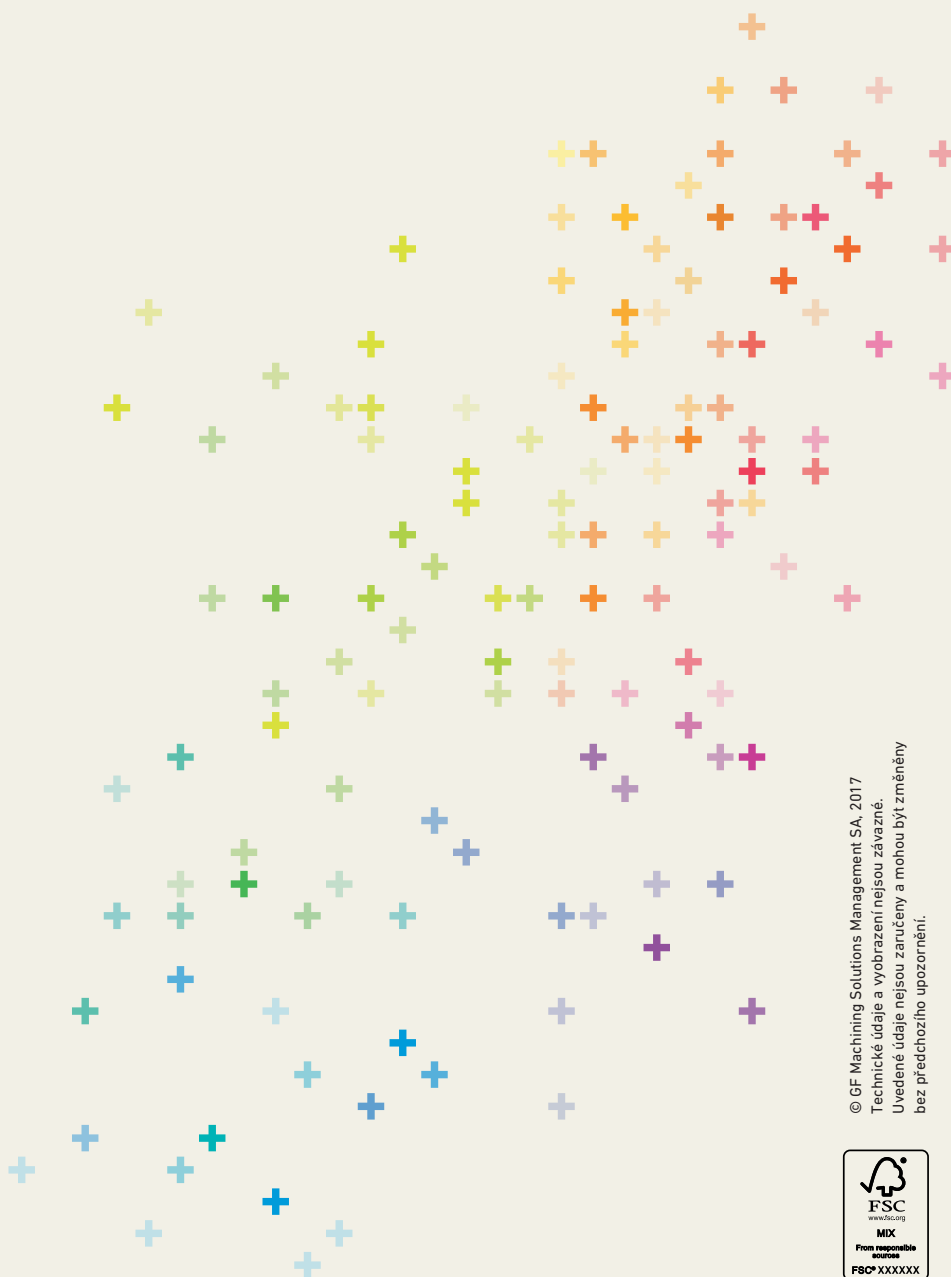 © GF Machining Solutions Management SA, 2017
Technické údaje a vyobrazení nejsou závazné.
Uvedené údaje nejsou zaručeny a mohou být změněny
bez předchozího upozornění.
FSC
www.fsc.org
MIX
From responsible
sources
FSC® XXXXXX